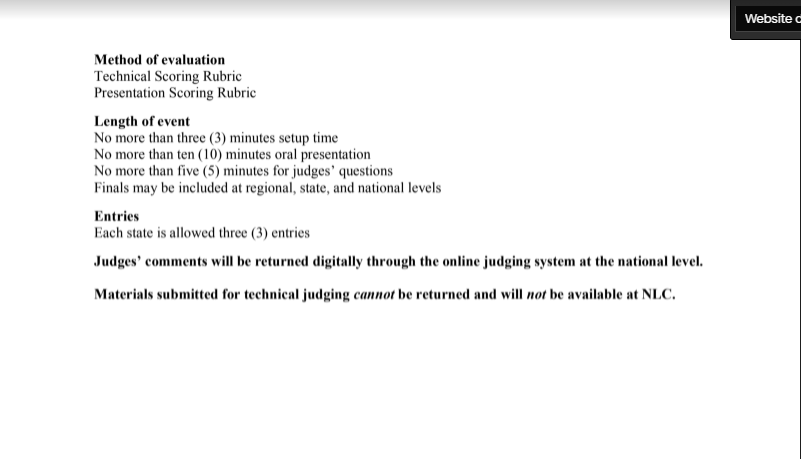 Website
Method of evaluation
Technical Scoring Rubric
Presentation Scoring Rubric
Length of event
No more than three (3) minutes setup time
No more than ten (10) minutes oral presentation
No more than five (5) minutes for judges’ questions
Finals may be included at regional, state, and national levels
Entries
Each state is allowed three (3) entries
Judges’ comments will be returned digitally through the online judging system at the national level.
Materials submitted for technical judging cannot be returned and will not be available at NLC.